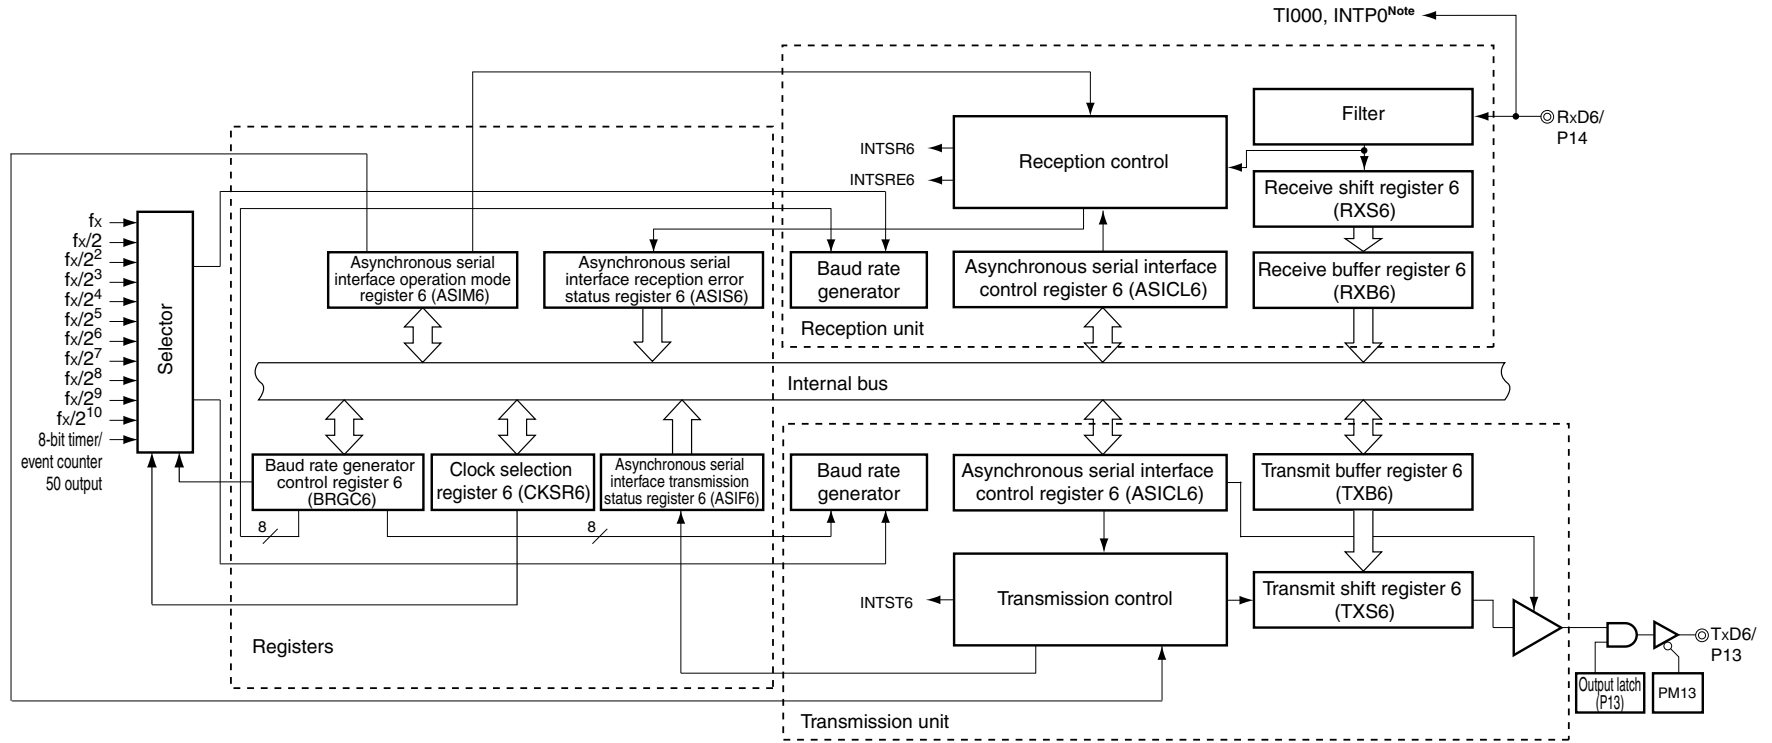 TI000, INTP0Note
Filter
RxD6/
P14
Reception control
INTSR6
INTSRE6
Receive shift register 6
(RXS6)
fx
fx/2
fx/2²
fx/2³
fx/2⁴
fx/2⁵
fx/2⁶
fx/2⁷
fx/2⁸
fx/2⁹
fx/2¹⁰
8-bit timer/
event counter
50 output
Selector
Asynchronous serial
interface operation mode
register 6 (ASIM6)
Asynchronous serial
interface reception error
status register 6 (ASIS6)
Baud rate
generator
Asynchronous serial interface
control register 6 (ASICL6)
Receive buffer register 6
(RXB6)
Reception unit
Internal bus
Baud rate generator
control register 6
(BRGC6)
Clock selection
register 6 (CKSR6)
Asynchronous serial
interface transmission
status register 6 (ASIF6)
Baud rate
generator
Asynchronous serial interface
control register 6 (ASICL6)
Transmit buffer register 6
(TXB6)
8
8
INTST6
Transmission control
Transmit shift register 6
(TXS6)
Registers
TxD6/
P13
Output latch
(P13)
PM13
Transmission unit